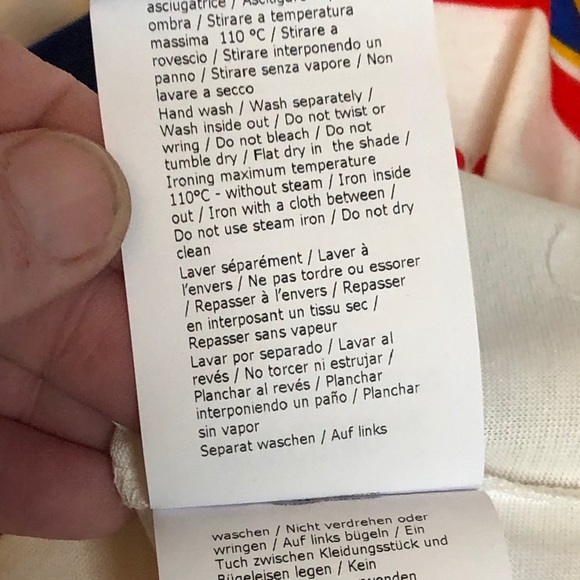 asciugatrice /
ombra / Stirare a temperatura
massima 110 ºC / Stirare a
rovescio / Stirare interponendo un
panno / Stirare senza vapore / Non
lavare a secco
Hand wash / Wash separately /
Wash inside out / Do not twist or
wring / Do not bleach / Do not
tumble dry / Flat dry in the shade /
Ironing maximum temperature
110ºC - without steam / Iron inside
out / Iron with a cloth between /
Do not use steam iron / Do not dry
clean
Laver séparément / Laver à
l'envers / Ne pas tordre ou essorer
/ Repasser à l'envers / Repasser
en interposant un tissu sec /
Repasser sans vapeur
Lavar por separado / Lavar al
revés / No torcer ni estrujar /
Planchar al revés / Planchar
interponiendo un paño / Planchar
sin vapor
Separat waschen / Auf links
waschen / Nicht verdrehen oder
wringen / Auf links bügeln / Ein
Tuch zwischen Kleidungsstück und
Bügeleisen legen / Kein